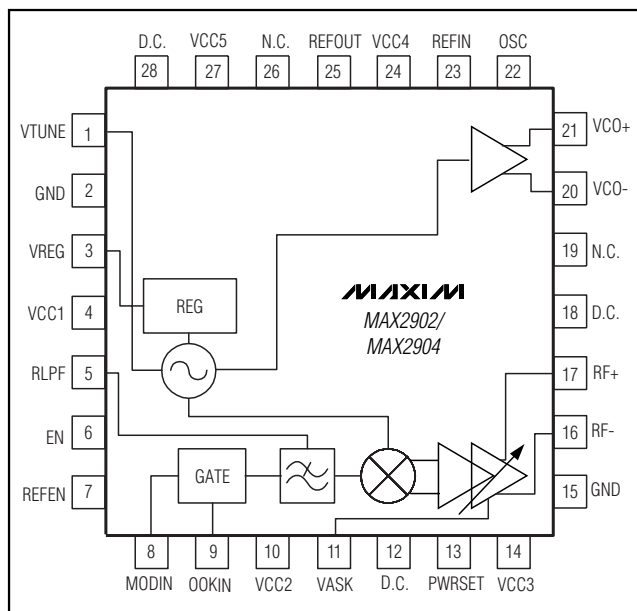 D.C. VCC5 N.C. REFOUT VCC4 REFIN OSC
28 27 26 25 24 23 22
VTUNE 1
GND 2
VREG 3
VCC1 4
RLPF 5
EN 6
REFEN 7
21 VCO+
20 VCO-
19 N.C.
18 D.C.
17 RF+
16 RF-
15 GND
REG
MAXIM
MAX2902/
MAX2904
GATE
8 9 10 11 12 13 14
MODIN OOKIN VCC2 VASK D.C. PWRSET VCC3